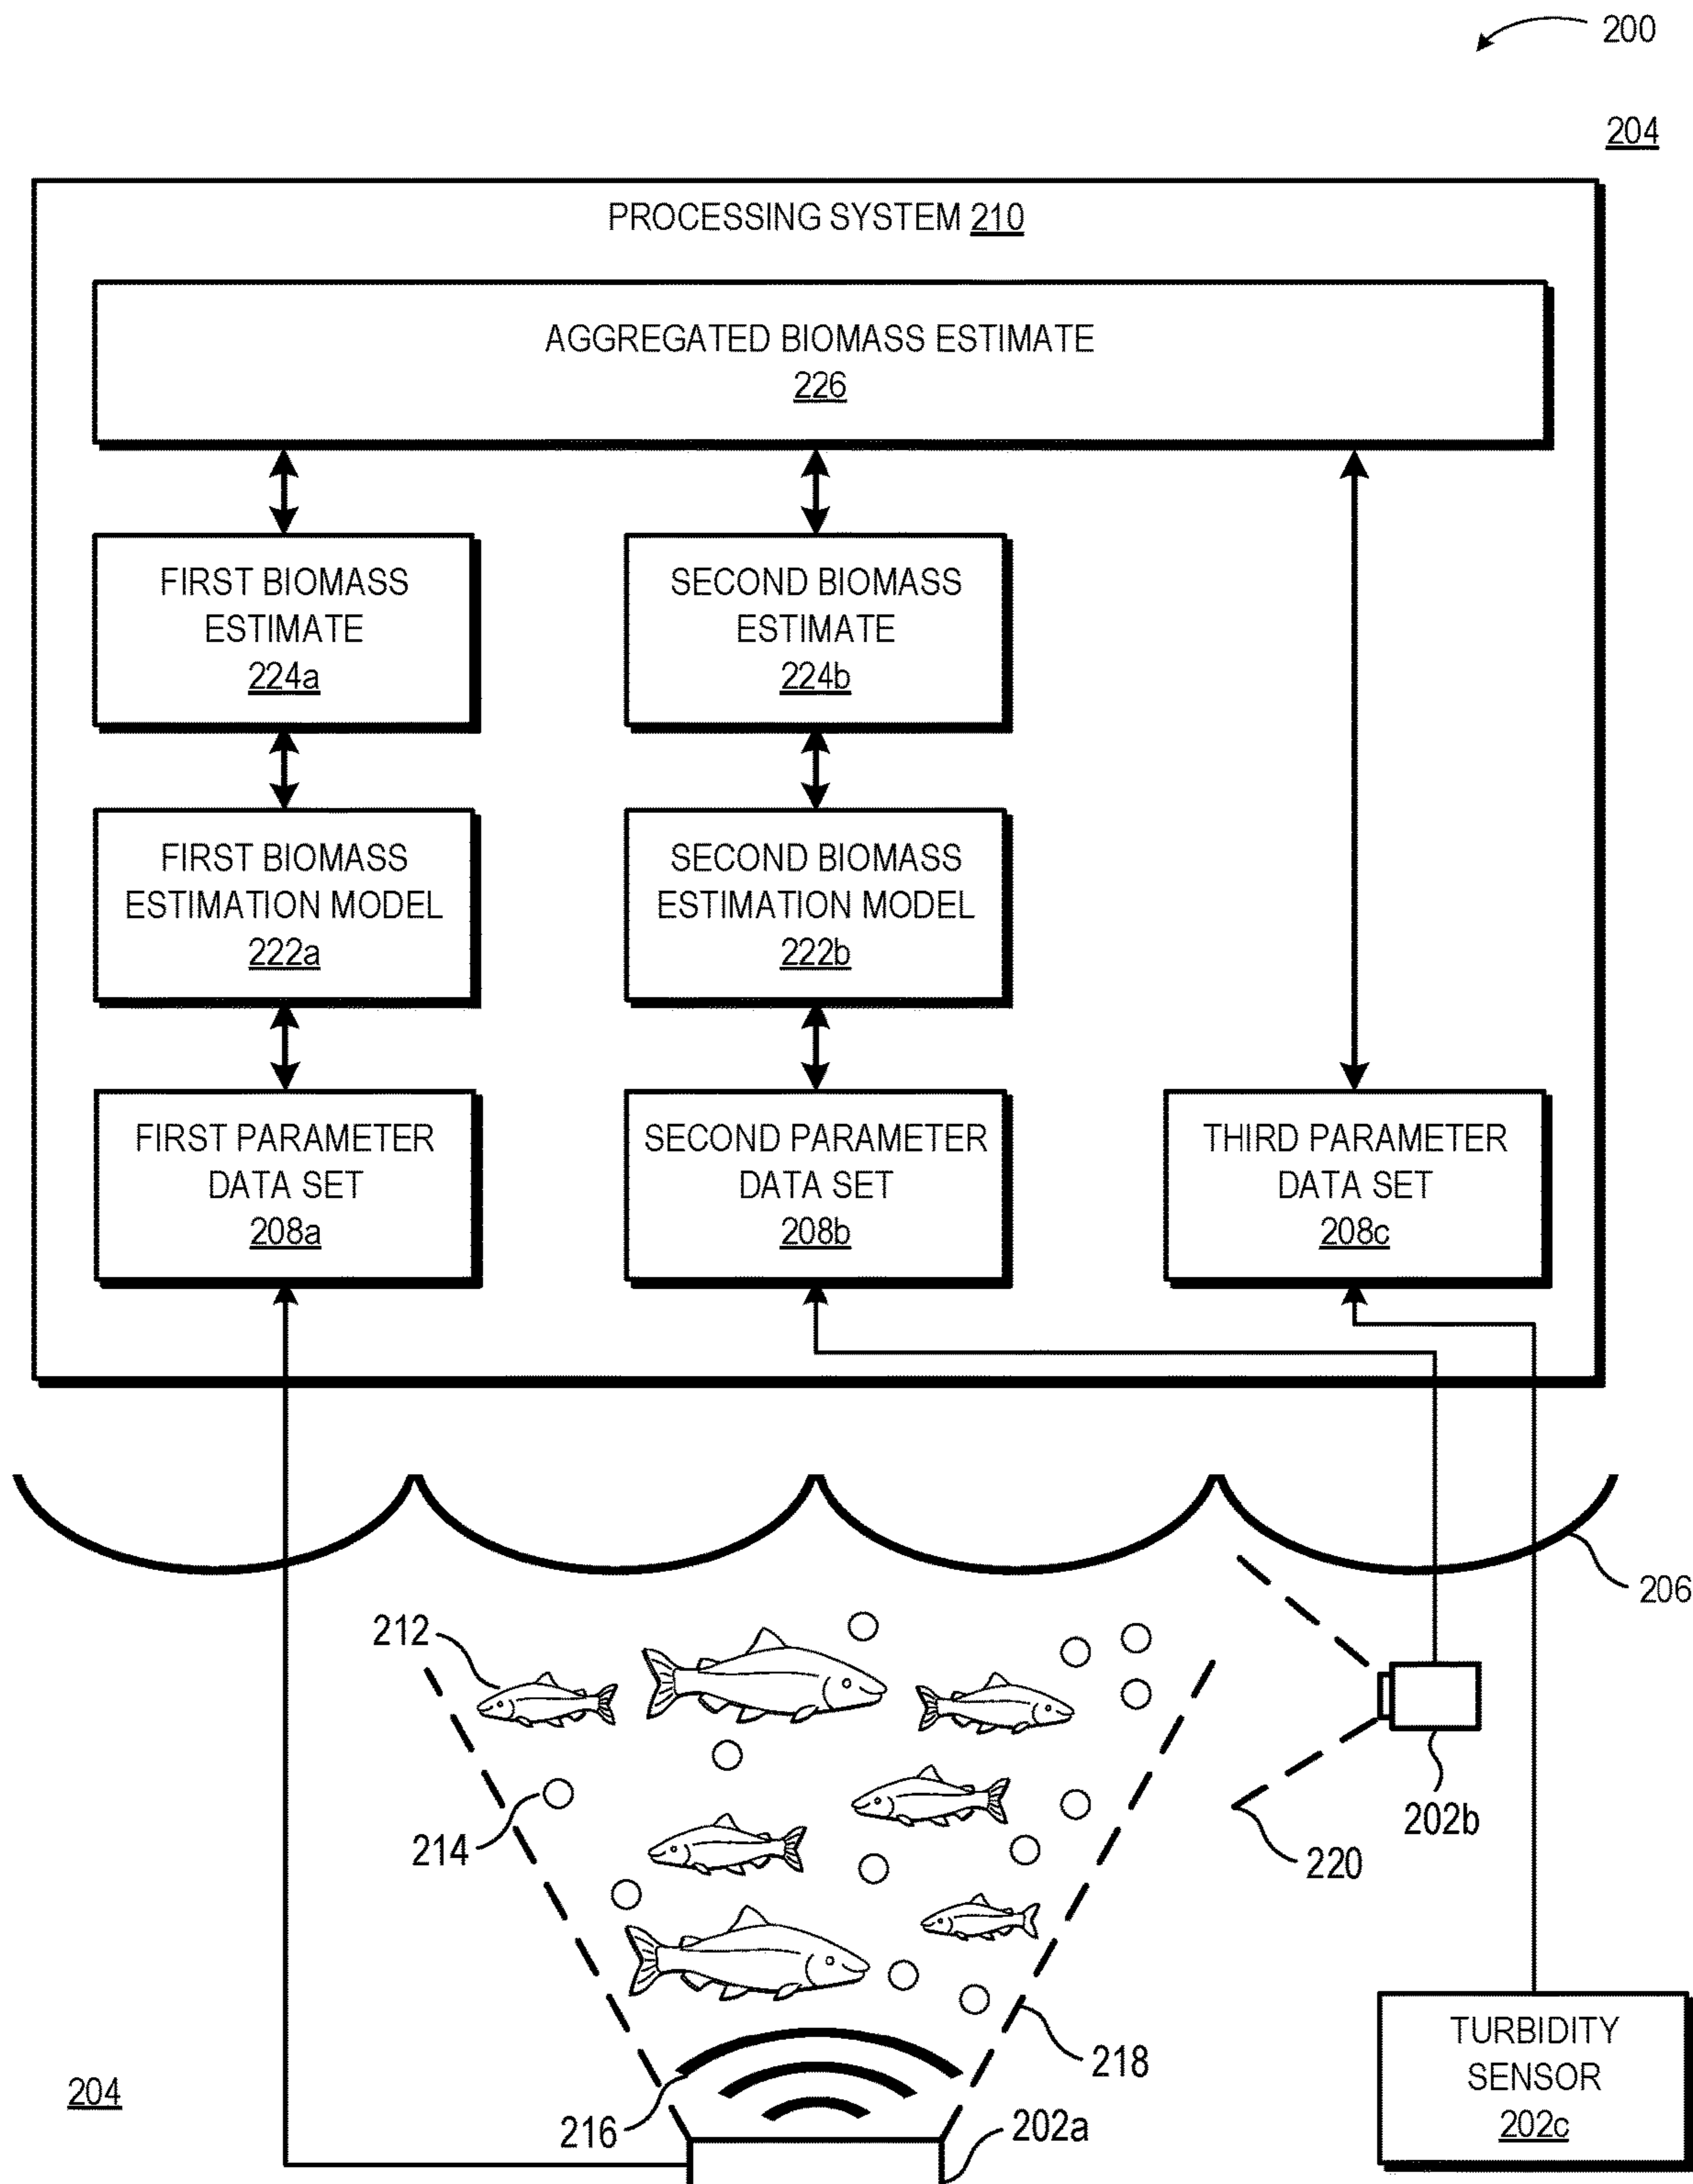 200
204
PROCESSING SYSTEM 210
AGGREGATED BIOMASS ESTIMATE
226
FIRST BIOMASS
ESTIMATE
224a
SECOND BIOMASS
ESTIMATE
224b
FIRST BIOMASS
ESTIMATION MODEL
222a
SECOND BIOMASS
ESTIMATION MODEL
222b
FIRST PARAMETER
DATA SET
208a
SECOND PARAMETER
DATA SET
208b
THIRD PARAMETER
DATA SET
208c
206
212
214
202b
220
218
216
202a
204
TURBIDITY
SENSOR
202c